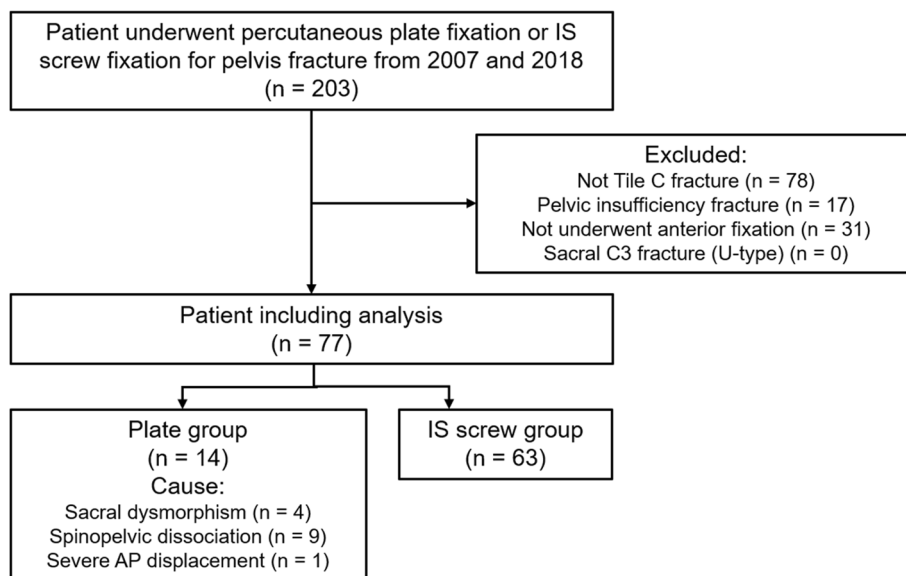 Patient underwent percutaneous plate fixation or IS
screw fixation for pelvis fracture from 2007 and 2018
(n = 203)
Excluded:
Not Tile C fracture (n = 78)
Pelvic insufficiency fracture (n = 17)
Not underwent anterior fixation (n = 31)
Sacral C3 fracture (U-type) (n = 0)
Patient including analysis
(n = 77)
Plate group
(n = 14)
Cause:
Sacral dysmorphism (n = 4)
Spinopelvic dissociation (n = 9)
Severe AP displacement (n = 1)
IS screw group
(n = 63)